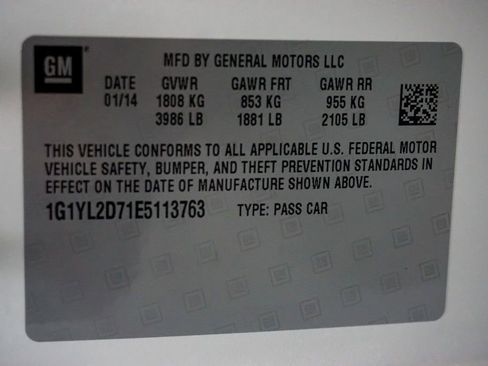 GM
MFD BY GENERAL MOTORS LLC
DATE GVWR GAWR FRT GAWR RR
01/14 1808 KG 853 KG 955 KG
3986 LB 1881 LB 2105 LB
THIS VEHICLE CONFORMS TO ALL APPLICABLE U.S. FEDERAL MOTOR
VEHICLE SAFETY, BUMPER, AND THEFT PREVENTION STANDARDS IN
EFFECT ON THE DATE OF MANUFACTURE SHOWN ABOVE.
1G1YL2D71E5113763 TYPE: PASS CAR